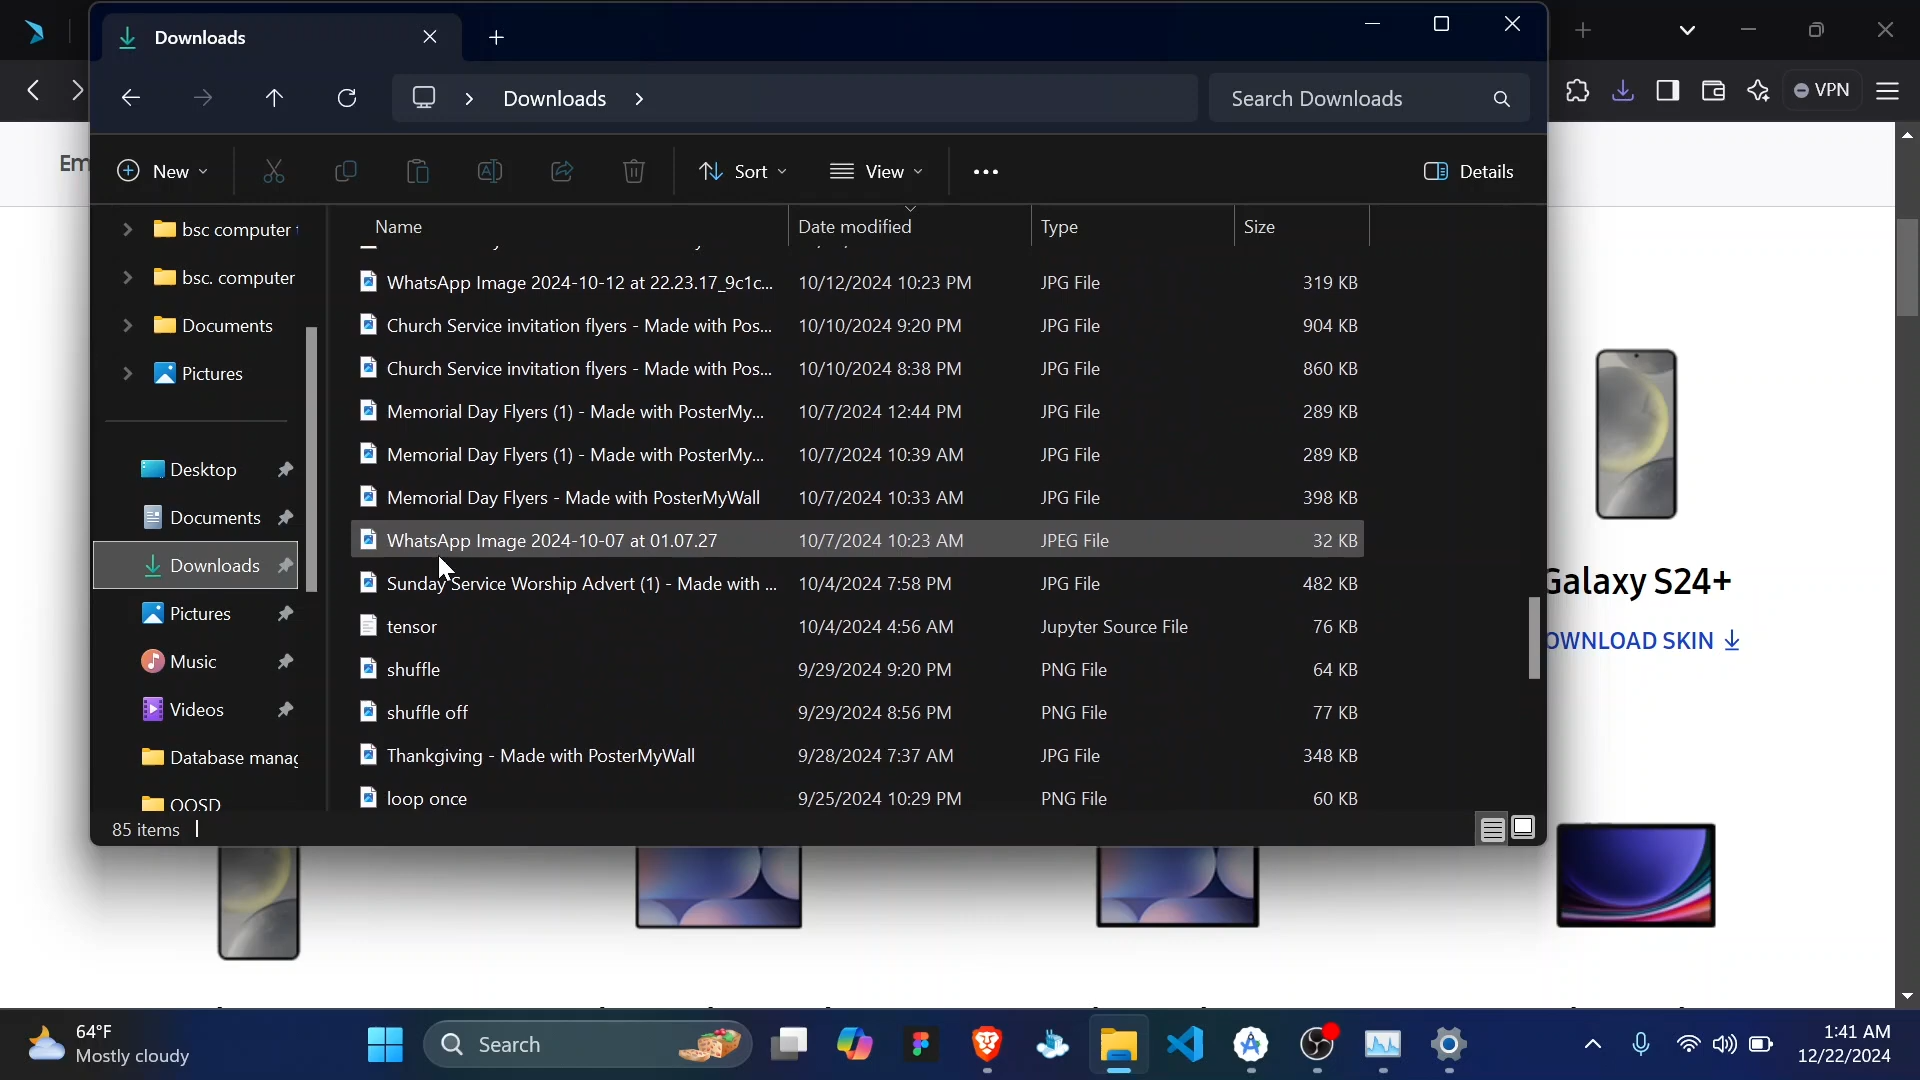 Downloads
Downloads
Search Downloads
VPN
Em
New
Sort
View
Details
bsc computer
bsc. computer
Documents
Pictures
Desktop
Documents
Downloads
Pictures
Music
Videos
Database manag
OOSD
Name Date modified Type Size
WhatsApp Image 2024-10-12 at 22.23.17_9c1c... 10/12/2024 10:23 PM JPG File 319 KB
Church Service invitation flyers - Made with Pos... 10/10/2024 9:20 PM JPG File 904 KB
Church Service invitation flyers - Made with Pos... 10/10/2024 8:38 PM JPG File 860 KB
Memorial Day Flyers (1) - Made with PosterMy... 10/7/2024 12:44 PM JPG File 289 KB
Memorial Day Flyers (1) - Made with PosterMy... 10/7/2024 10:39 AM JPG File 289 KB
Memorial Day Flyers - Made with PosterMyWall 10/7/2024 10:33 AM JPG File 398 KB
WhatsApp Image 2024-10-07 at 01.07.27 10/7/2024 10:23 AM JPEG File 32 KB
Sunday Service Worship Advert (1) - Made with ... 10/4/2024 7:58 PM JPG File 482 KB
tensor 10/4/2024 4:56 AM Jupyter Source File 76 KB
shuffle 9/29/2024 9:20 PM PNG File 64 KB
shuffle off 9/29/2024 8:56 PM PNG File 77 KB
Thankgiving - Made with PosterMyWall 9/28/2024 7:37 AM JPG File 348 KB
loop once 9/25/2024 10:29 PM PNG File 60 KB
85 items
Galaxy S24+
OWNLOAD SKIN
64°F
Mostly cloudy
Search
1:41 AM
12/22/2024